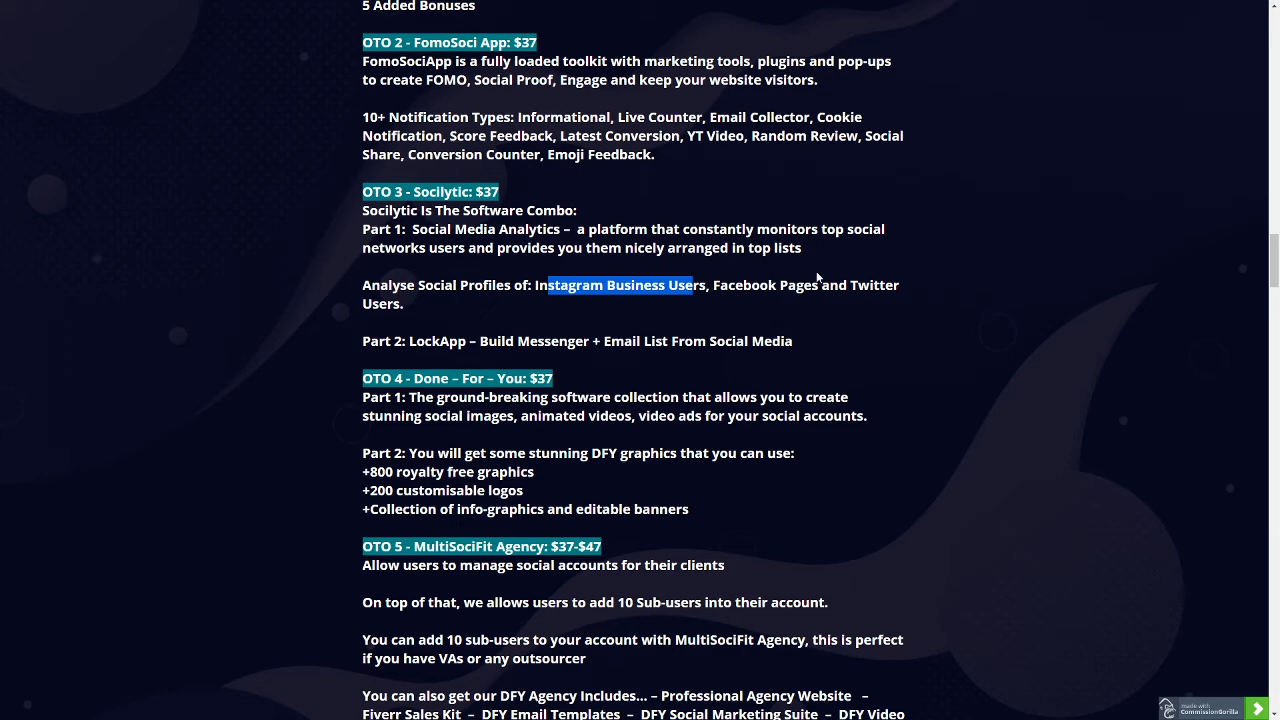 5 Added Bonuses
OTO 2 - FomoSoci App: $37
FomoSociApp is a fully loaded toolkit with marketing tools, plugins and pop-ups
to create FOMO, Social Proof, Engage and keep your website visitors.
10+ Notification Types: Informational, Live Counter, Email Collector, Cookie
Notification, Score Feedback, Latest Conversion, YT Video, Random Review, Social
Share, Conversion Counter, Emoji Feedback.
OTO 3 - Socilytic: $37
Socilytic Is The Software Combo:
Part 1:  Social Media Analytics –  a platform that constantly monitors top social
networks users and provides you them nicely arranged in top lists
Analyse Social Profiles of: Instagram Business Users, Facebook Pages and Twitter
Users.
Part 2: LockApp – Build Messenger + Email List From Social Media
OTO 4 - Done – For – You: $37
Part 1: The ground-breaking software collection that allows you to create
stunning social images, animated videos, video ads for your social accounts.
Part 2: You will get some stunning DFY graphics that you can use:
+800 royalty free graphics
+200 customisable logos
+Collection of info-graphics and editable banners
OTO 5 - MultiSociFit Agency: $37-$47
Allow users to manage social accounts for their clients
On top of that, we allows users to add 10 Sub-users into their account.
You can add 10 sub-users to your account with MultiSociFit Agency, this is perfect
if you have VAs or any outsourcer
You can also get our DFY Agency Includes... – Professional Agency Website  –
Fiverr Sales Kit  –  DFY Email Templates  –  DFY Social Marketing Suite  –  DFY Video
made with
CommissionGorilla